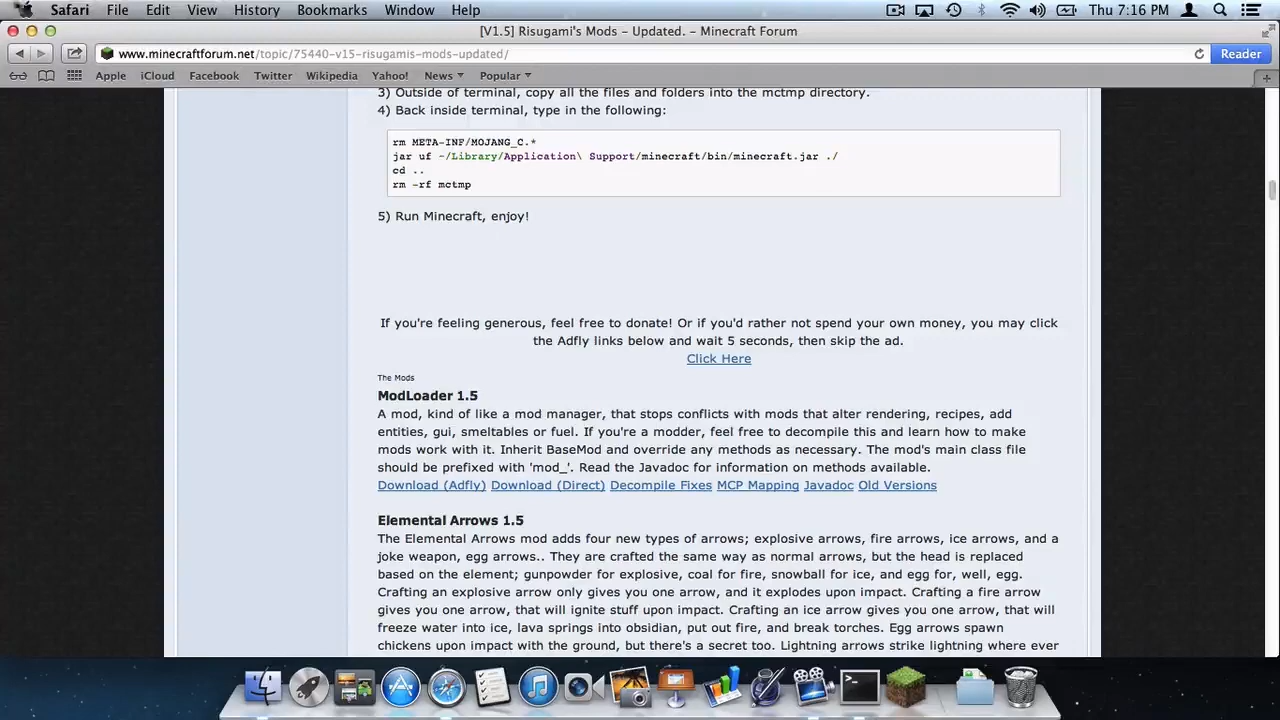 Safari File Edit View History Bookmarks Window Help Thu 7:16 PM
[V1.5] Risugami's Mods – Updated. – Minecraft Forum
www.minecraftforum.net/topic/75440-v15-risugamis-mods-updated/ Reader
Apple iCloud Facebook Twitter Wikipedia Yahoo! News Popular
3) Outside of terminal, copy all the files and folders into the mctmp directory.
4) Back inside terminal, type in the following:
rm META-INF/MOJANG_C.*
jar uf ~/Library/Application\ Support/minecraft/bin/minecraft.jar ./
cd ..
rm -rf mctmp
5) Run Minecraft, enjoy!
If you're feeling generous, feel free to donate! Or if you'd rather not spend your own money, you may click
the Adfly links below and wait 5 seconds, then skip the ad.
Click Here
The Mods
ModLoader 1.5
A mod, kind of like a mod manager, that stops conflicts with mods that alter rendering, recipes, add
entities, gui, smeltables or fuel. If you're a modder, feel free to decompile this and learn how to make
mods work with it. Inherit BaseMod and override any methods as necessary. The mod's main class file
should be prefixed with 'mod_'. Read the Javadoc for information on methods available.
Download (Adfly) Download (Direct) Decompile Fixes MCP Mapping Javadoc Old Versions
Elemental Arrows 1.5
The Elemental Arrows mod adds four new types of arrows; explosive arrows, fire arrows, ice arrows, and a
joke weapon, egg arrows.. They are crafted the same way as normal arrows, but the head is replaced
based on the element; gunpowder for explosive, coal for fire, snowball for ice, and egg for, well, egg.
Crafting an explosive arrow only gives you one arrow, and it explodes upon impact. Crafting a fire arrow
gives you one arrow, that will ignite stuff upon impact. Crafting an ice arrow gives you one arrow, that will
freeze water into ice, lava springs into obsidian, put out fire, and break torches. Egg arrows spawn
chickens upon impact with the ground, but there's a secret too. Lightning arrows strike lightning where ever